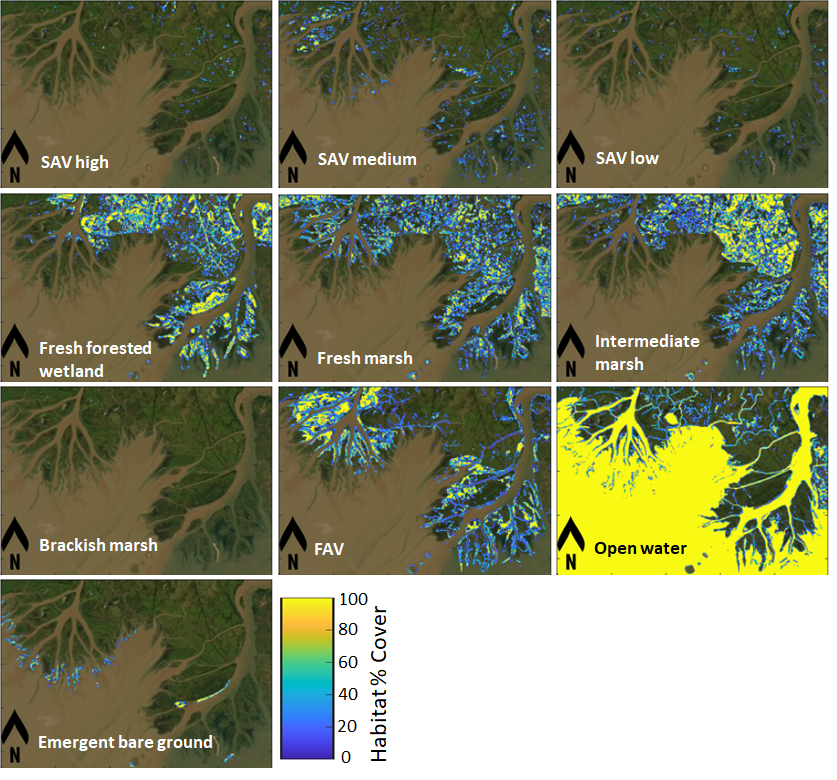 N
SAV high
N
SAV medium
N
SAV low
N
Fresh forested
wetland
N
Fresh marsh
N
Intermediate
marsh
N
Brackish marsh
N
FAV
N
Open water
N
Emergent bare ground
100
80
60
40
20
0
Habitat % Cover